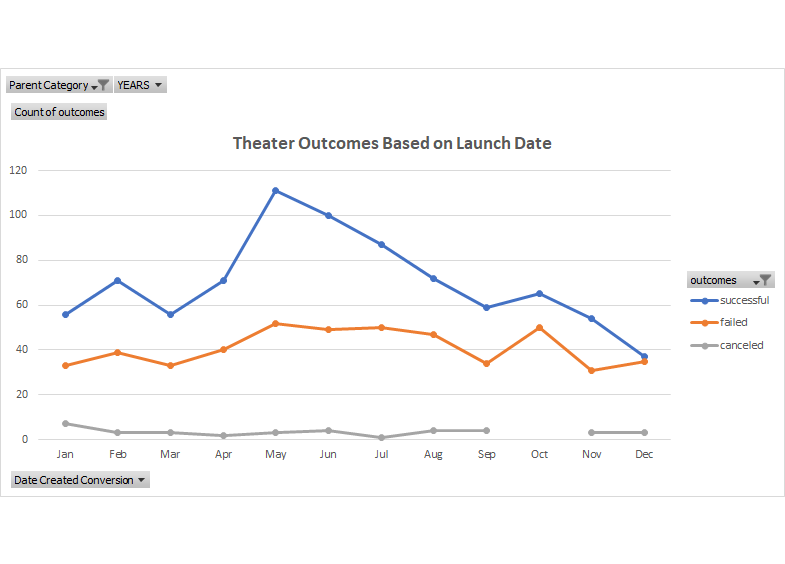 Parent Category YEARS
Count of outcomes
Theater Outcomes Based on Launch Date
120
100
80
60
40
20
0
Jan Feb Mar Apr May Jun Jul Aug Sep Oct Nov Dec
outcomes
successful
failed
canceled
Date Created Conversion